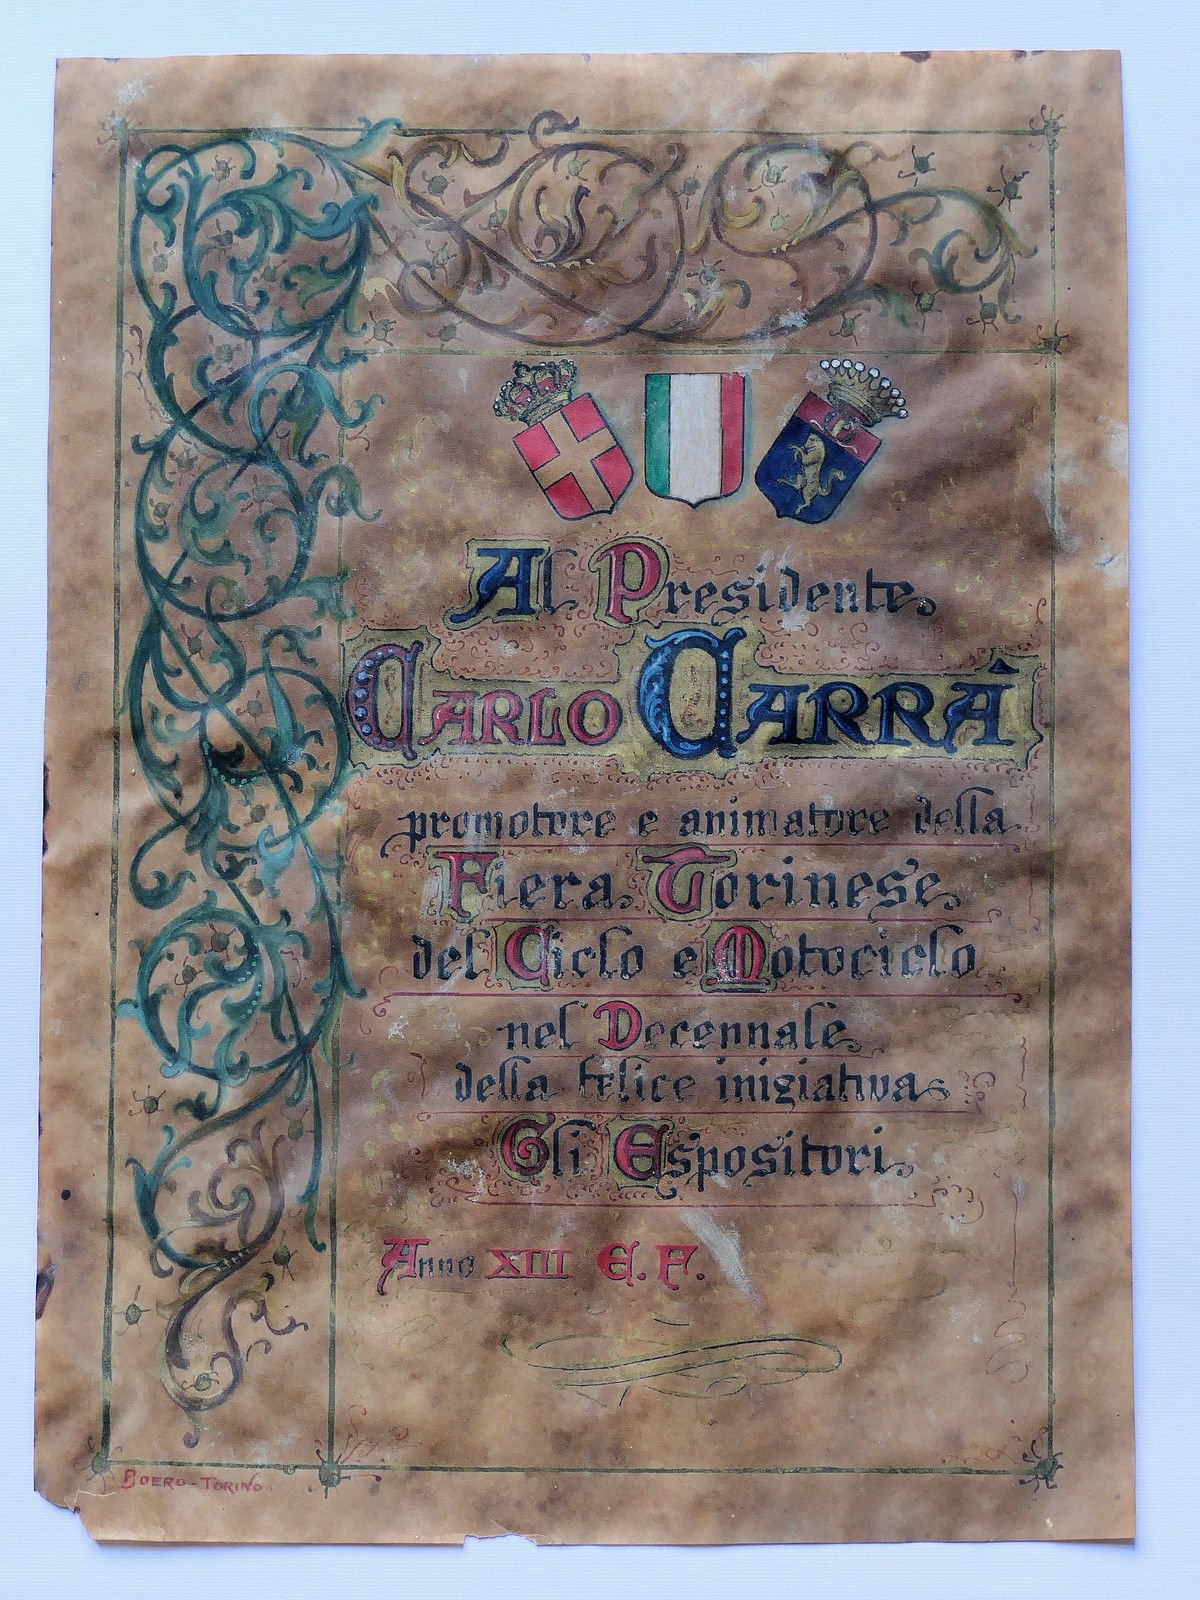 Al Presidente
CARLO CARRÀ
promotore e animatore della
Fiera Torinese
del Ciclo e Motociclo
nel Decennale
della felice iniziativa
Gli Espositori
Anno XIII E. F.
BOERO - TORINO